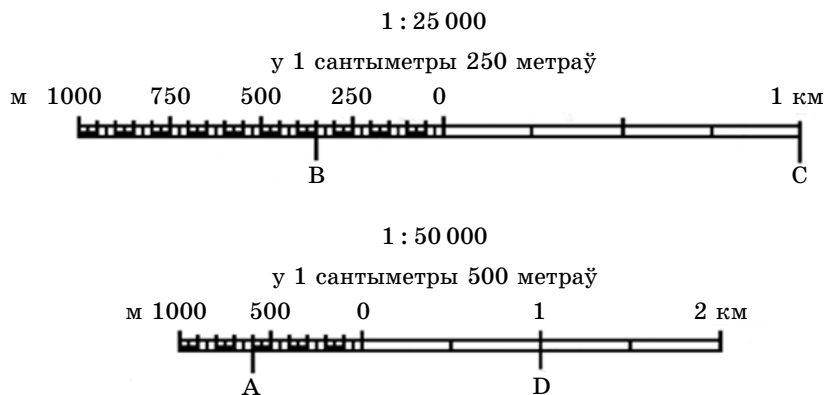 1 : 25 000
у 1 сантыметры 250 метраў
м 1000 750 500 250 0 1 км
B C
1 : 50 000
у 1 сантыметры 500 метраў
м 1000 500 0 1 2 км
A D